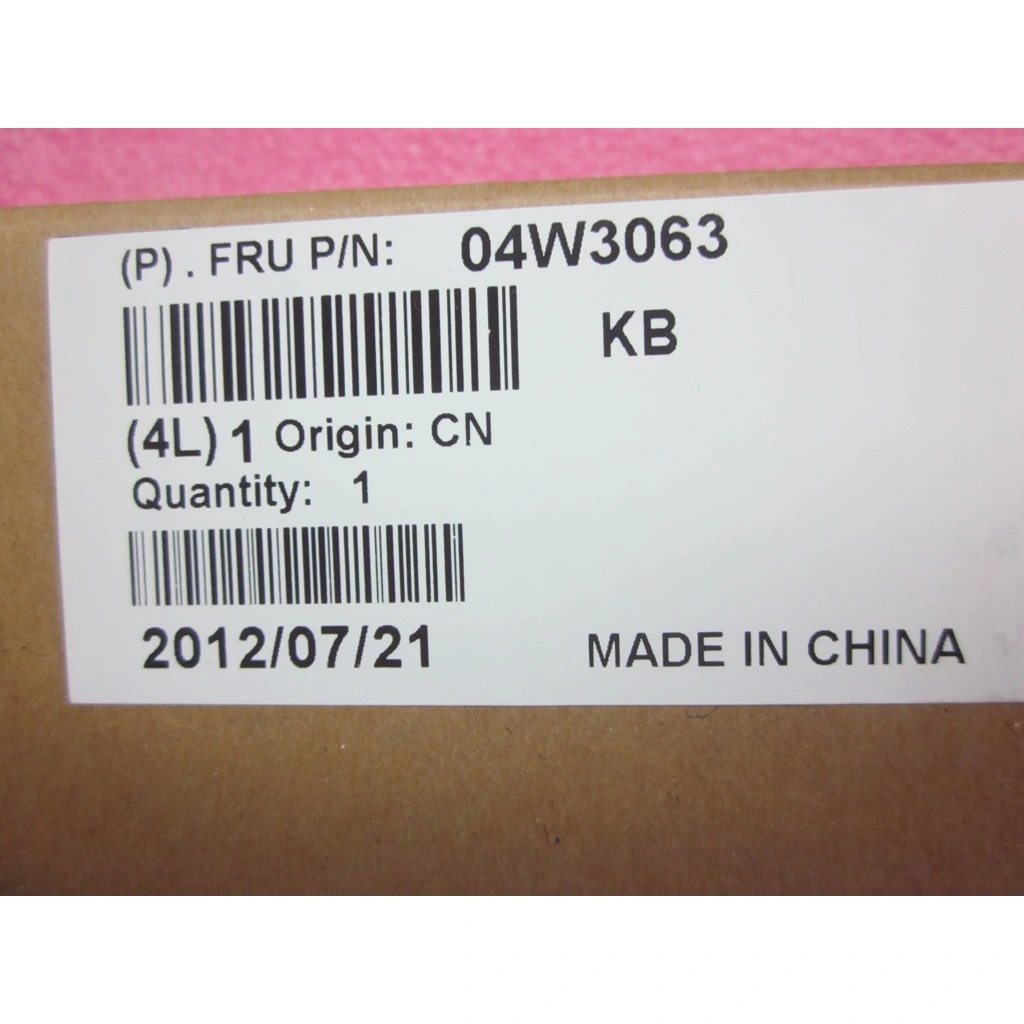 (P) . FRU P/N: 04W3063
KB
(4L) 1 Origin: CN
Quantity: 1
2012/07/21 MADE IN CHINA